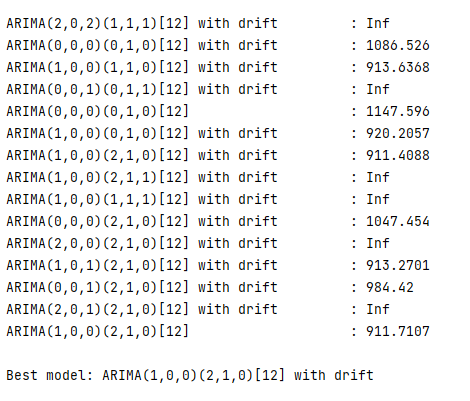 ARIMA(2,0,2)(1,1,1)[12] with drift : Inf
ARIMA(0,0,0)(0,1,0)[12] with drift : 1086.526
ARIMA(1,0,0)(1,1,0)[12] with drift : 913.6368
ARIMA(0,0,1)(0,1,1)[12] with drift : Inf
ARIMA(0,0,0)(0,1,0)[12] : 1147.596
ARIMA(1,0,0)(0,1,0)[12] with drift : 920.2057
ARIMA(1,0,0)(2,1,0)[12] with drift : 911.4088
ARIMA(1,0,0)(2,1,1)[12] with drift : Inf
ARIMA(1,0,0)(1,1,1)[12] with drift : Inf
ARIMA(0,0,0)(2,1,0)[12] with drift : 1047.454
ARIMA(2,0,0)(2,1,0)[12] with drift : Inf
ARIMA(1,0,1)(2,1,0)[12] with drift : 913.2701
ARIMA(0,0,1)(2,1,0)[12] with drift : 984.42
ARIMA(2,0,1)(2,1,0)[12] with drift : Inf
ARIMA(1,0,0)(2,1,0)[12] : 911.7107
Best model: ARIMA(1,0,0)(2,1,0)[12] with drift